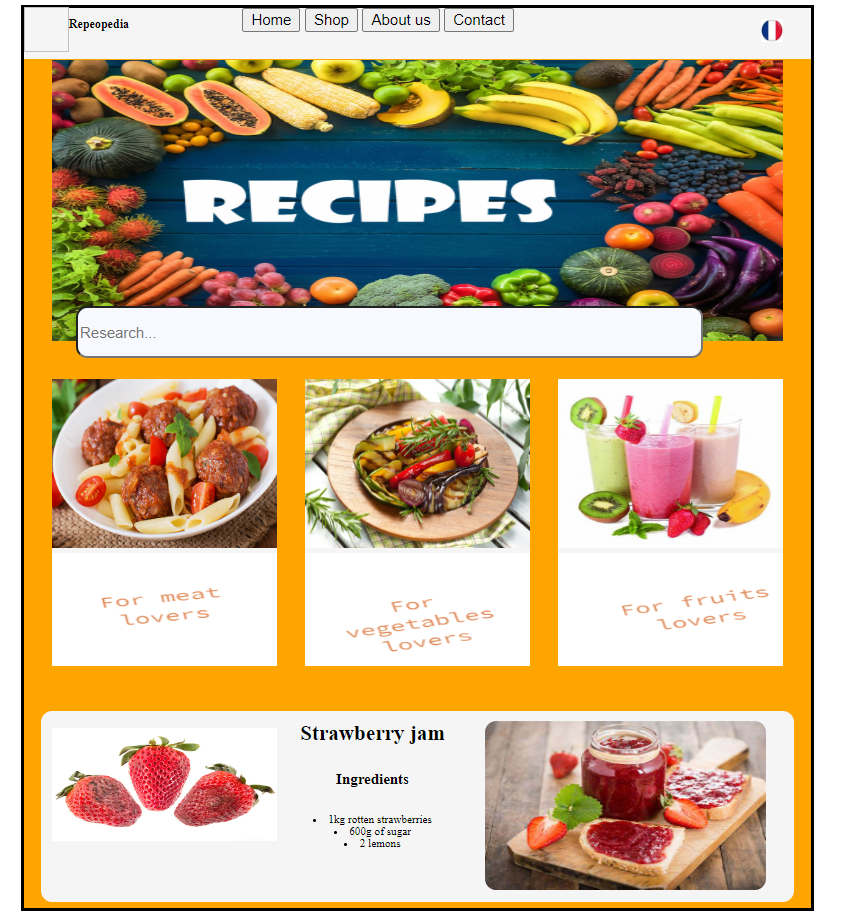 Repeopedia
Home Shop About us Contact
RECIPES
Research...
For meat
lovers
For
vegetables
lovers
For fruits
lovers
Strawberry jam
Ingredients
1kg rotten strawberries
600g of sugar
2 lemons